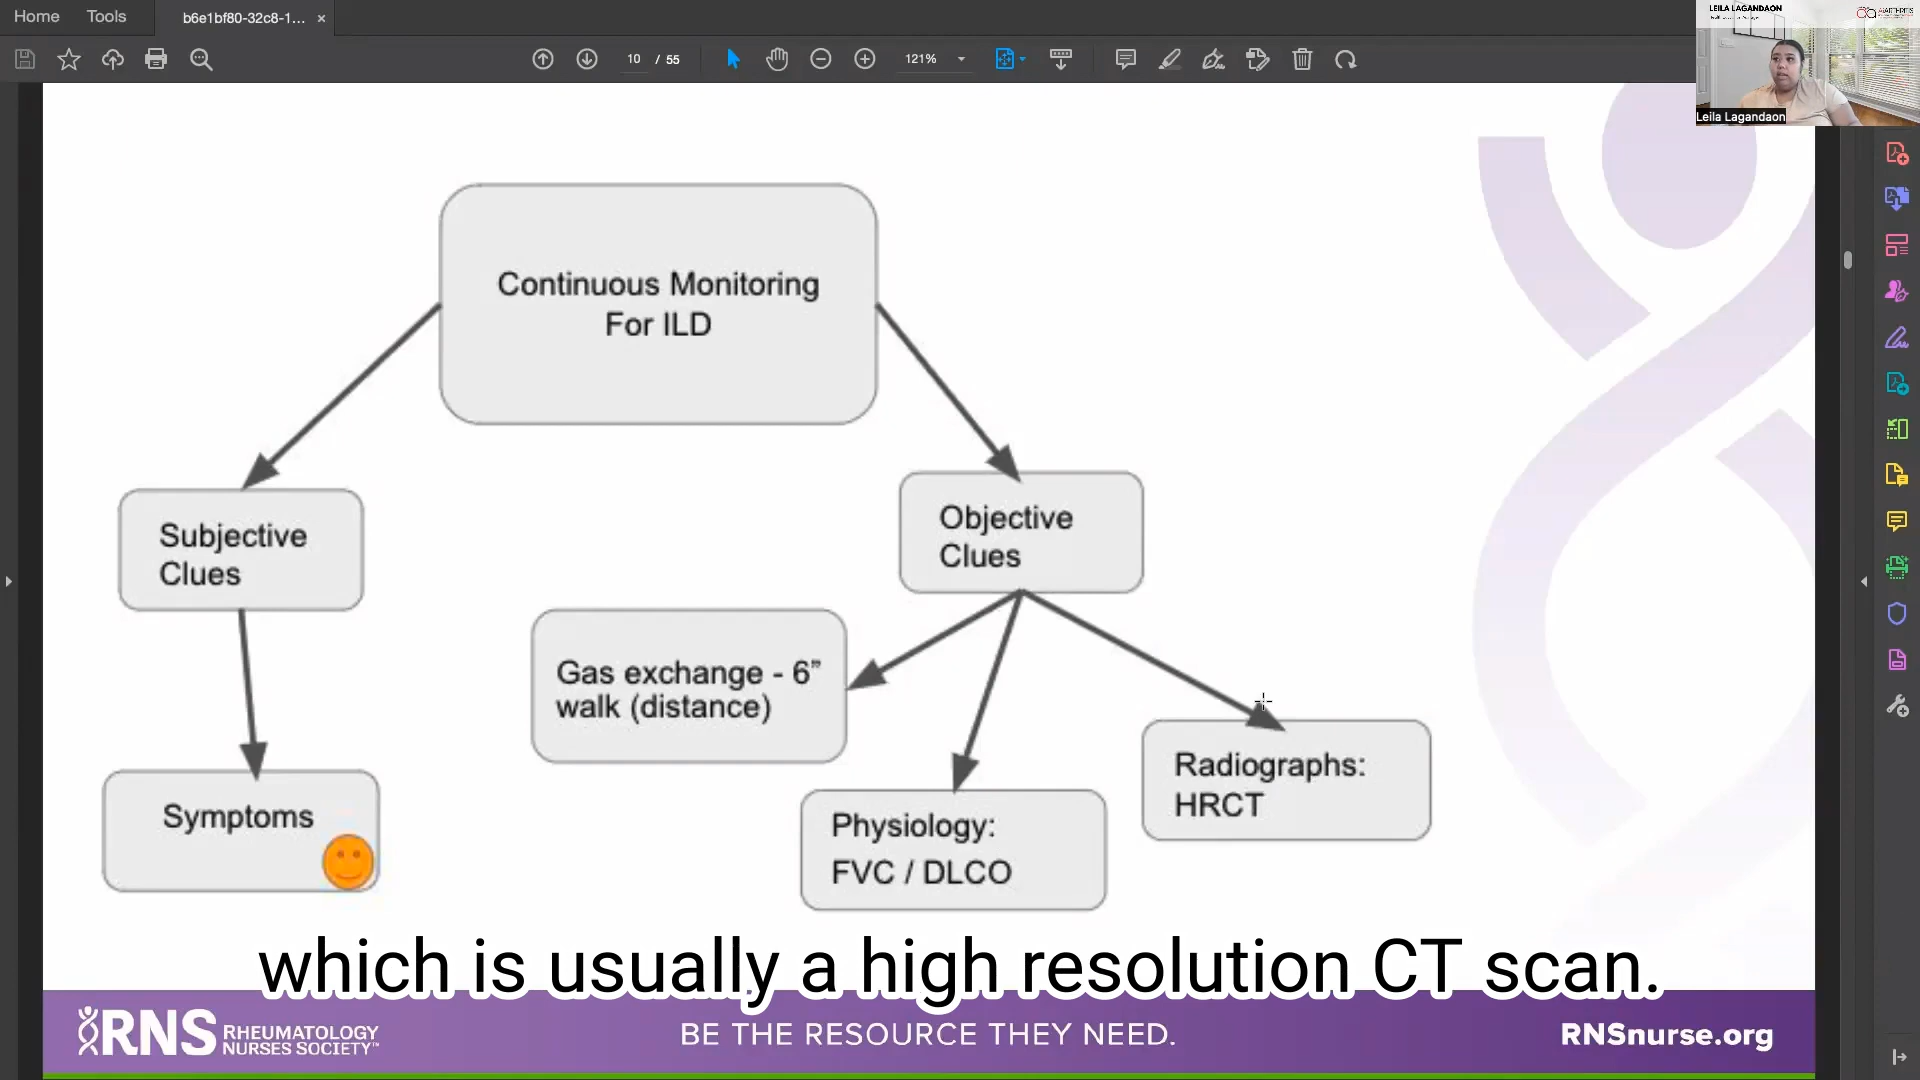 Home
Tools
b6e1bf80-32c8-1...
10 / 55
121%
LEILA LAGANDAON
Leila Lagandaon
Continuous Monitoring
For ILD
Subjective
Clues
Objective
Clues
Gas exchange - 6”
walk (distance)
Symptoms
Physiology:
FVC / DLCO
Radiographs:
HRCT
which is usually a high resolution CT scan.
RNS RHEUMATOLOGY
NURSES SOCIETY™
BE THE RESOURCE THEY NEED.
RNSnurse.org